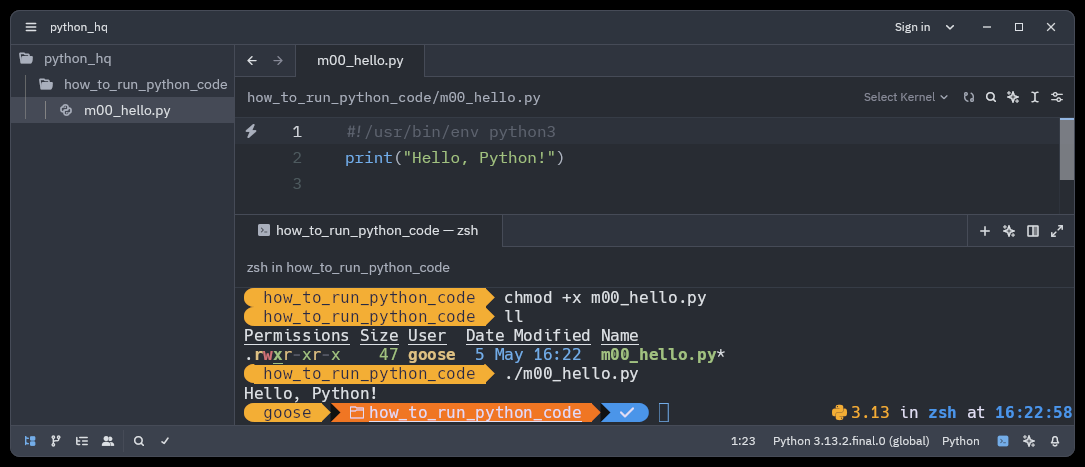 python_hq
Sign in
python_hq
how_to_run_python_code
m00_hello.py
m00_hello.py
how_to_run_python_code/m00_hello.py
Select Kernel
1 #!/usr/bin/env python3
2 print("Hello, Python!")
3
how_to_run_python_code — zsh
zsh in how_to_run_python_code
how_to_run_python_code chmod +x m00_hello.py
how_to_run_python_code ll
Permissions Size User Date Modified Name
.rwxr-xr-x 47 goose 5 May 16:22 m00_hello.py*
how_to_run_python_code ./m00_hello.py
Hello, Python!
goose how_to_run_python_code 3.13 in zsh at 16:22:58
1:23 Python 3.13.2.final.0 (global) Python